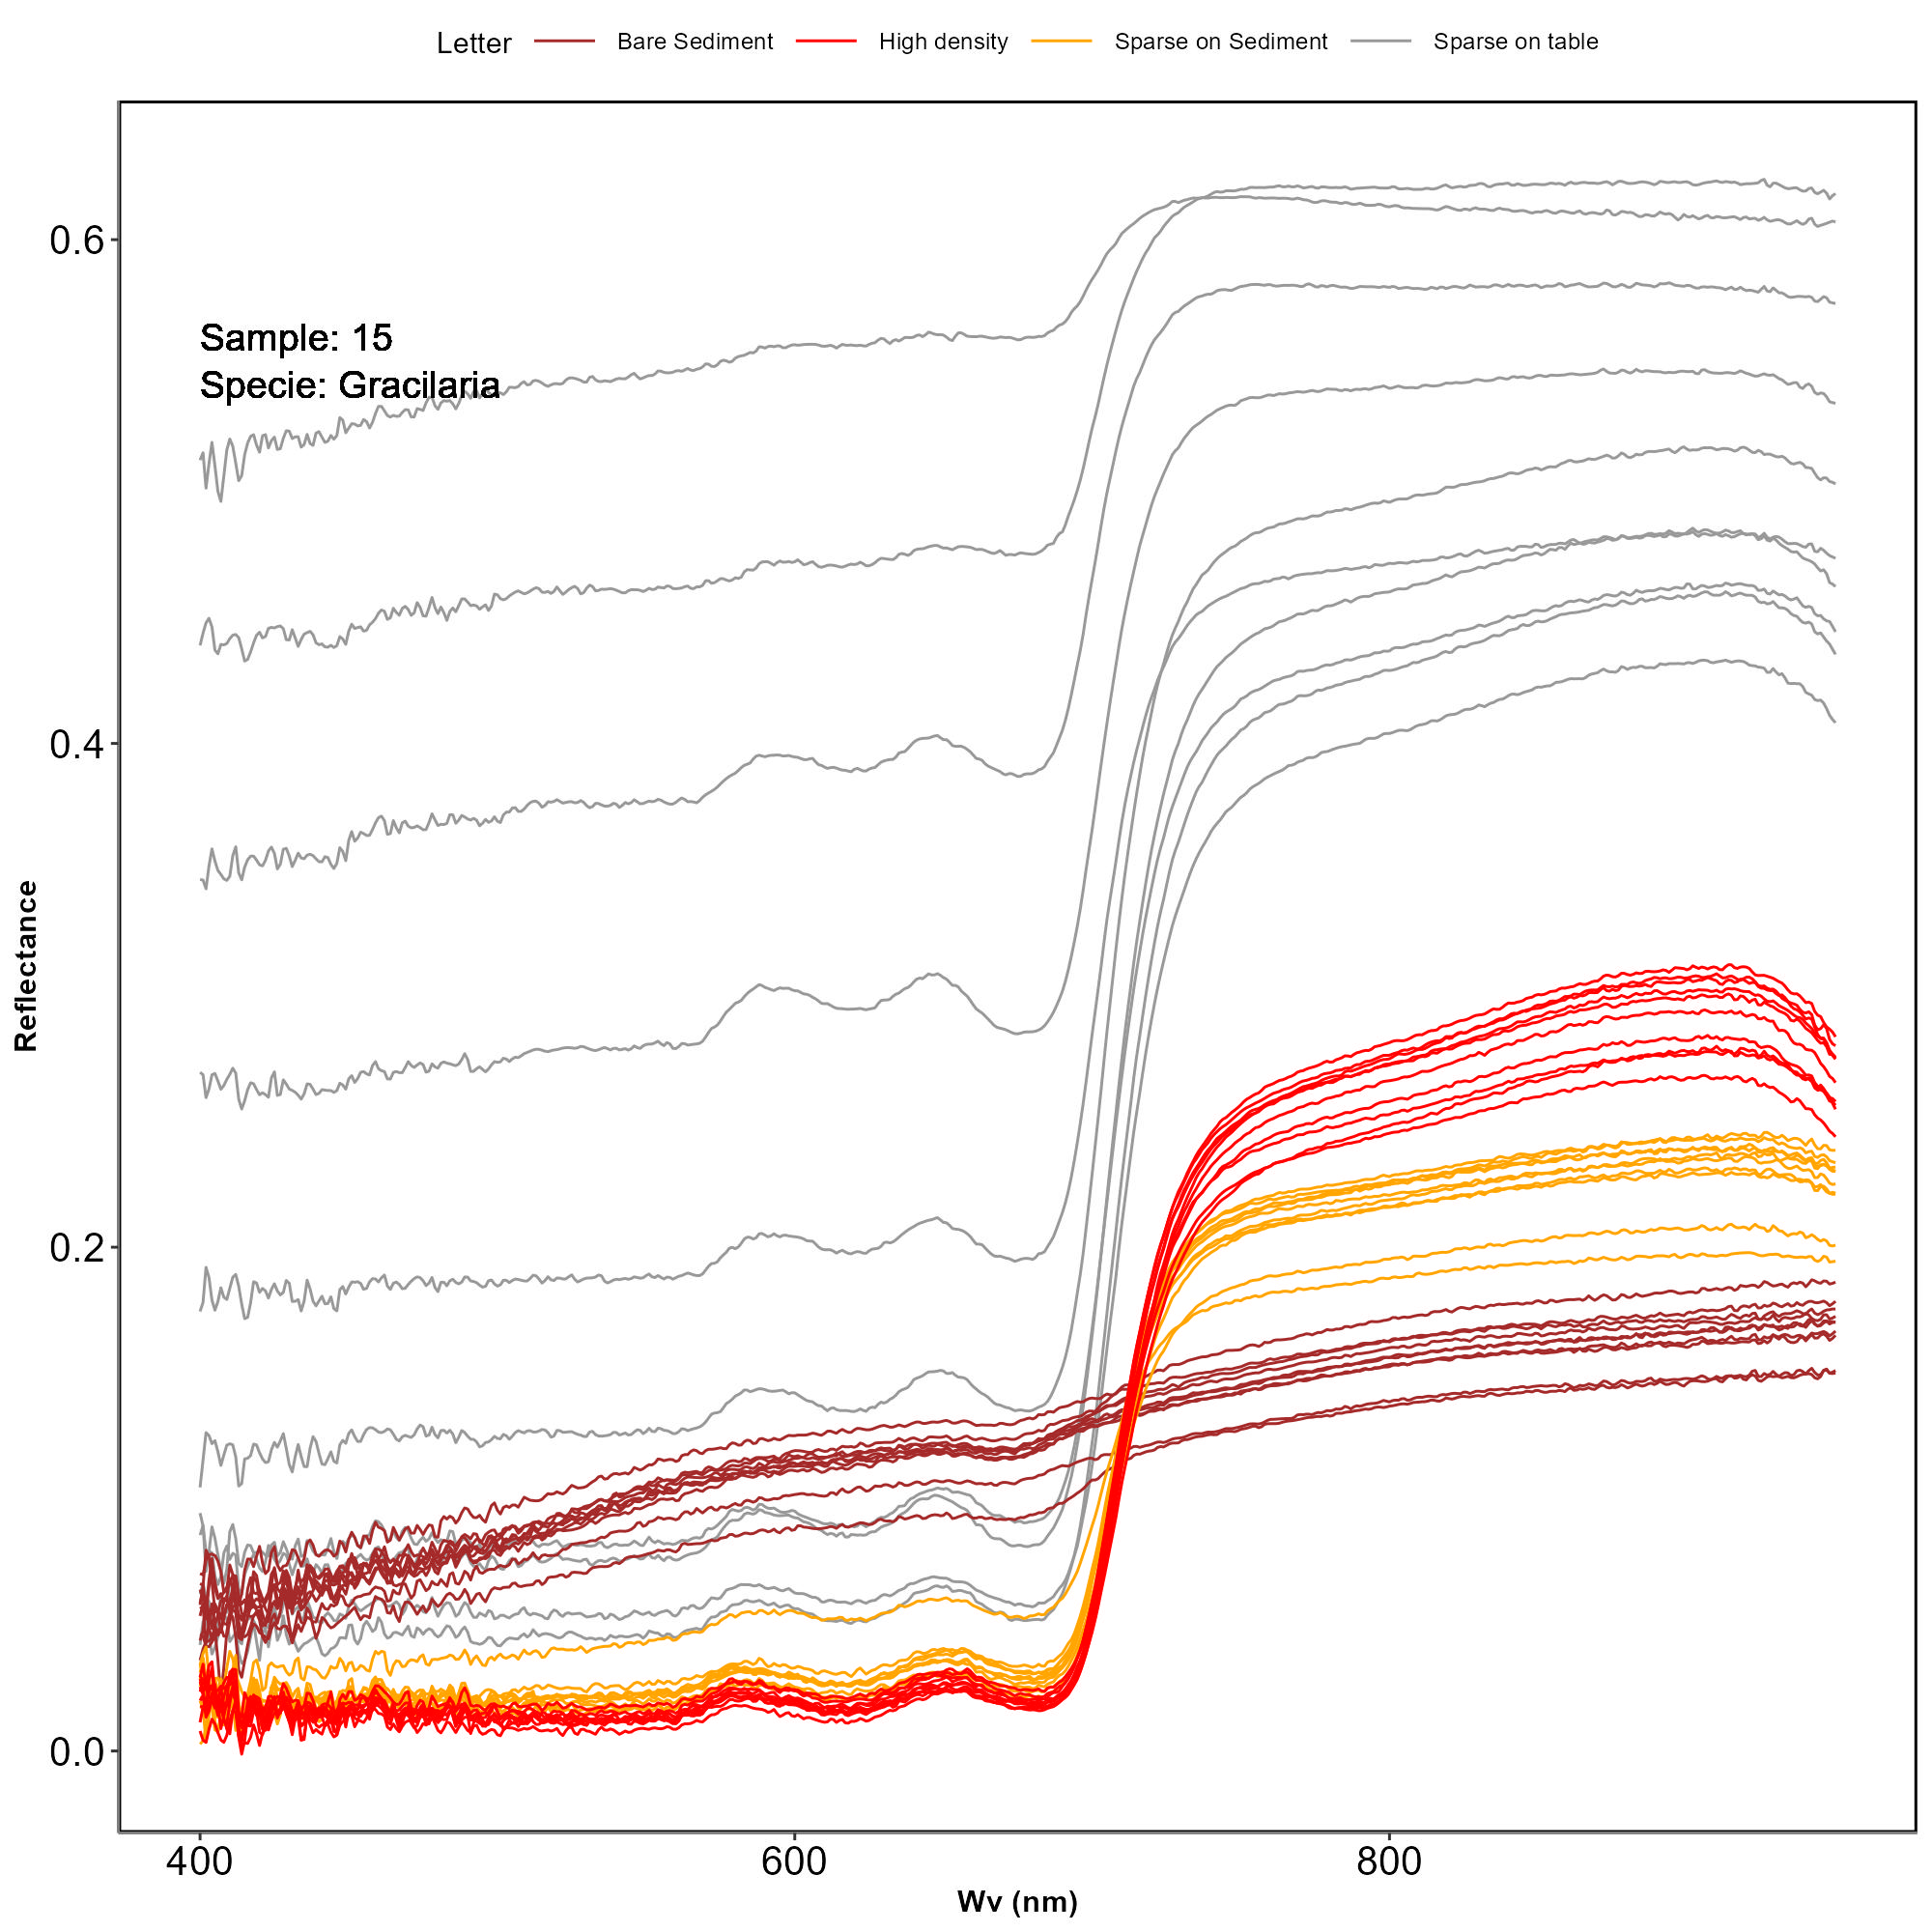 Letter Bare Sediment High density Sparse on Sediment Sparse on table
Sample: 15
Specie: Gracilaria
0.6
0.4
0.2
0.0
Reflectance
400 600 800
Wv (nm)